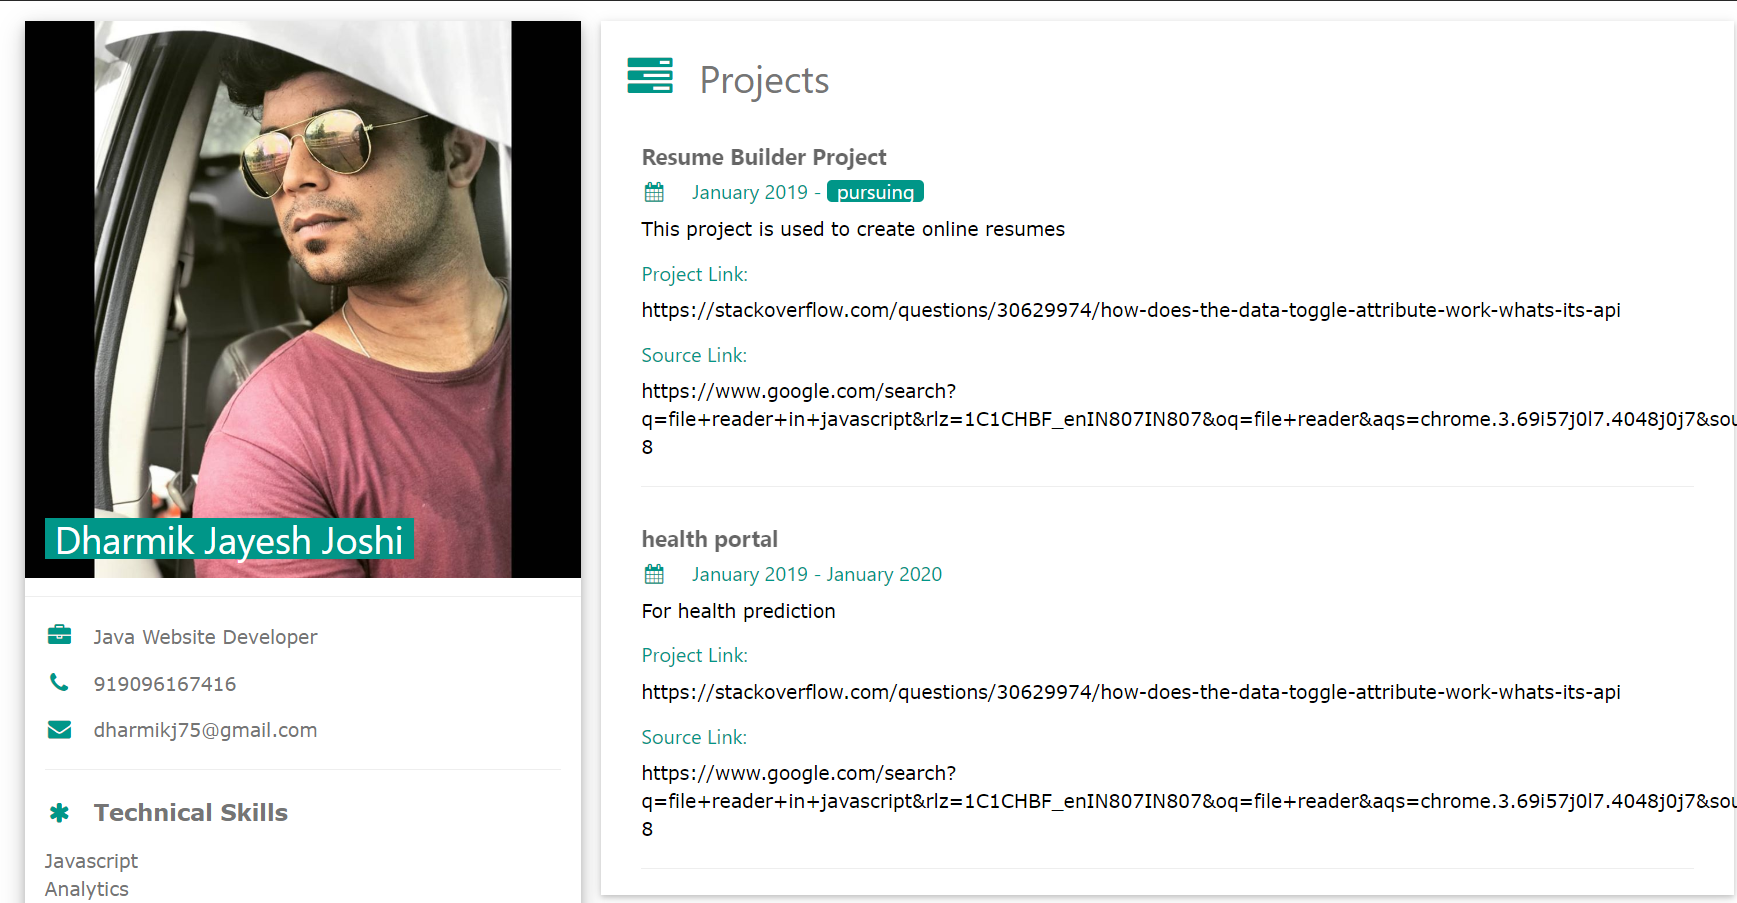 Dharmik Jayesh Joshi
Java Website Developer
919096167416
dharmikj75@gmail.com
Technical Skills
Javascript
Analytics
Projects
Resume Builder Project
January 2019 - pursuing
This project is used to create online resumes
Project Link:
https://stackoverflow.com/questions/30629974/how-does-the-data-toggle-attribute-work-whats-its-api
Source Link:
https://www.google.com/search?
q=file+reader+in+javascript&rlz=1C1CHBF_enIN807IN807&oq=file+reader&aqs=chrome.3.69i57j0l7.4048j0j7&sou
8
health portal
January 2019 - January 2020
For health prediction
Project Link:
https://stackoverflow.com/questions/30629974/how-does-the-data-toggle-attribute-work-whats-its-api
Source Link:
https://www.google.com/search?
q=file+reader+in+javascript&rlz=1C1CHBF_enIN807IN807&oq=file+reader&aqs=chrome.3.69i57j0l7.4048j0j7&sou
8